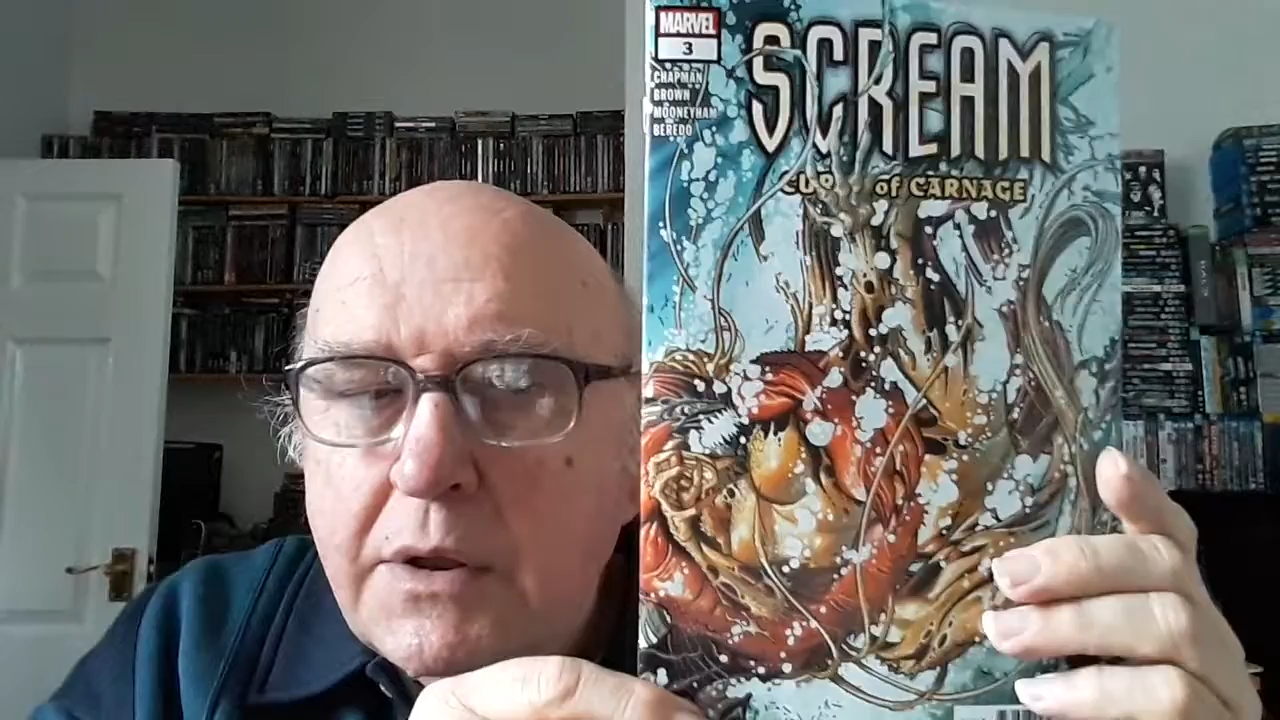 MARVEL
3
CHAPMAN
BROWN
MOONEYHAM
BEREDO
SCREAM
of CARNAGE